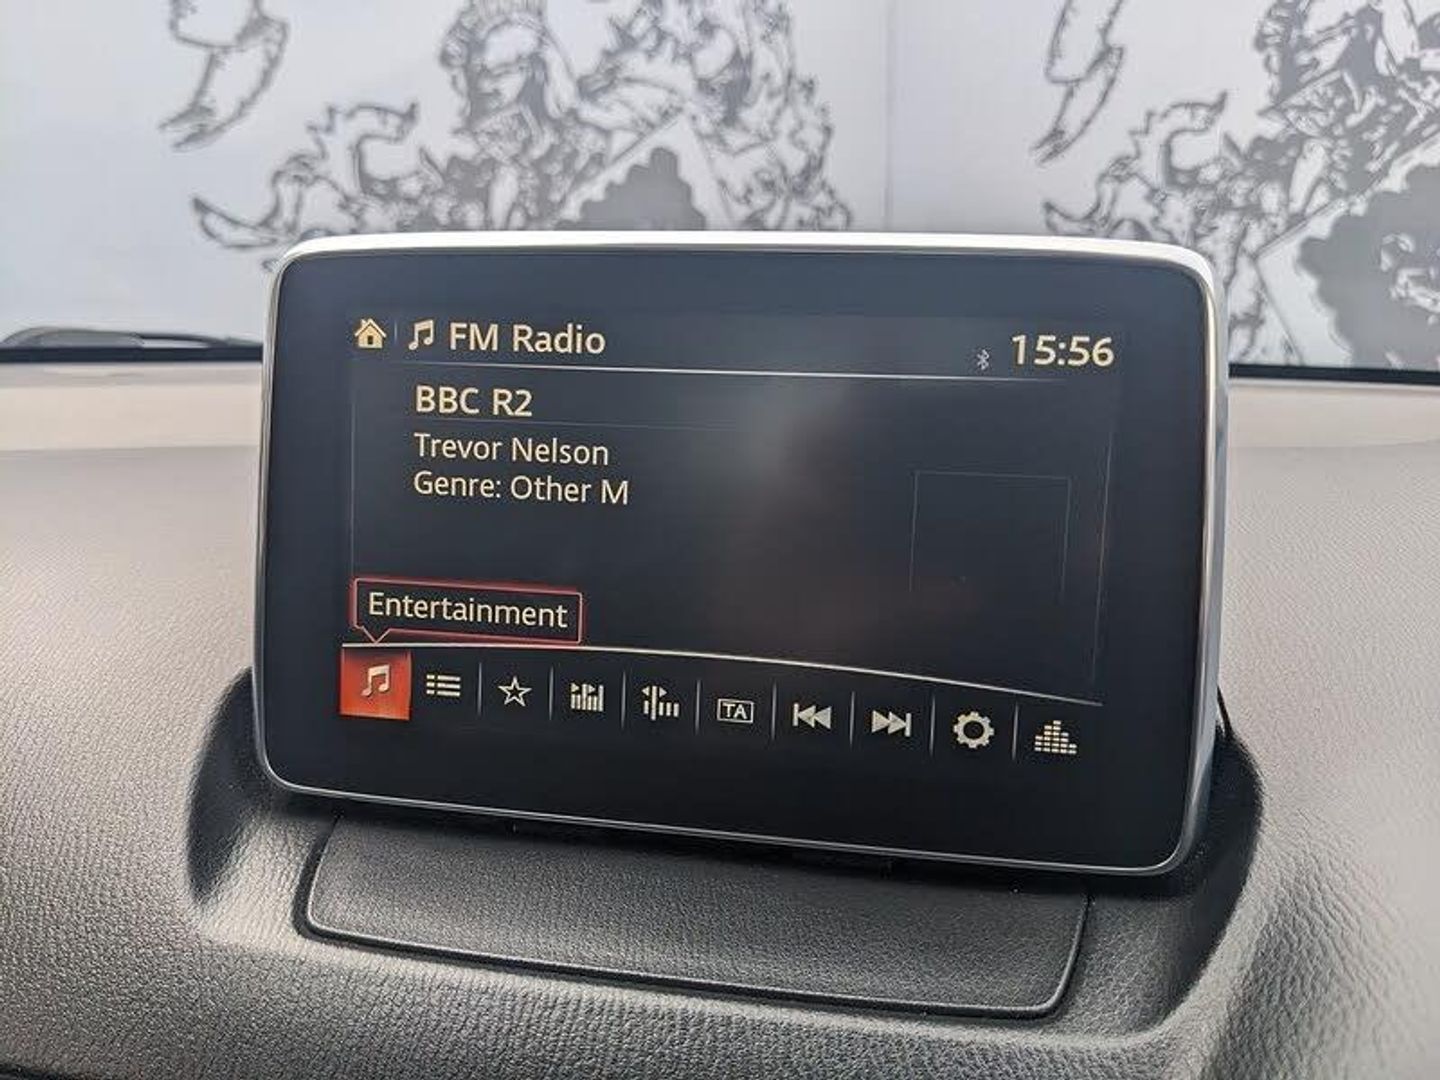 FM Radio
15:56
BBC R2
Trevor Nelson
Genre: Other M
Entertainment
TA